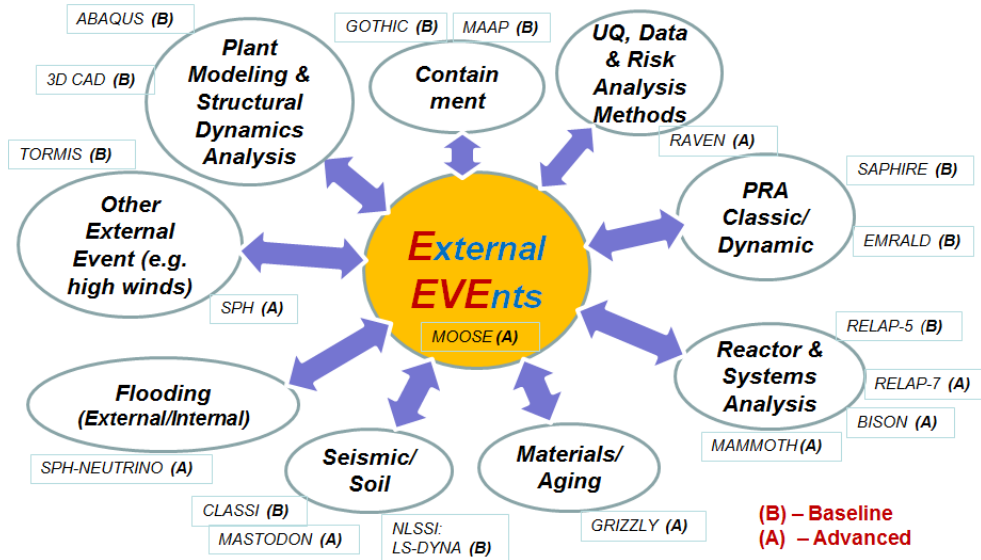 ABAQUS (B)
3D CAD (B)
Plant
Modeling &
Structural
Dynamics
Analysis
GOTHIC (B)
MAAP (B)
Contain
ment
UQ, Data
& Risk
Analysis
Methods
RAVEN (A)
TORMIS (B)
Other
External
Event (e.g.
high winds)
SPH (A)
External
EVEnts
MOOSE (A)
PRA
Classic/
Dynamic
SAPHIRE (B)
EMRALD (B)
Flooding
(External/Internal)
SPH-NEUTRINO (A)
Seismic/
Soil
CLASSI (B)
MASTODON (A)
NLSSI:
LS-DYNA (B)
Materials/
Aging
GRIZZLY (A)
Reactor &
Systems
Analysis
RELAP-5 (B)
RELAP-7 (A)
BISON (A)
MAMMOTH (A)
(B) – Baseline
(A) – Advanced